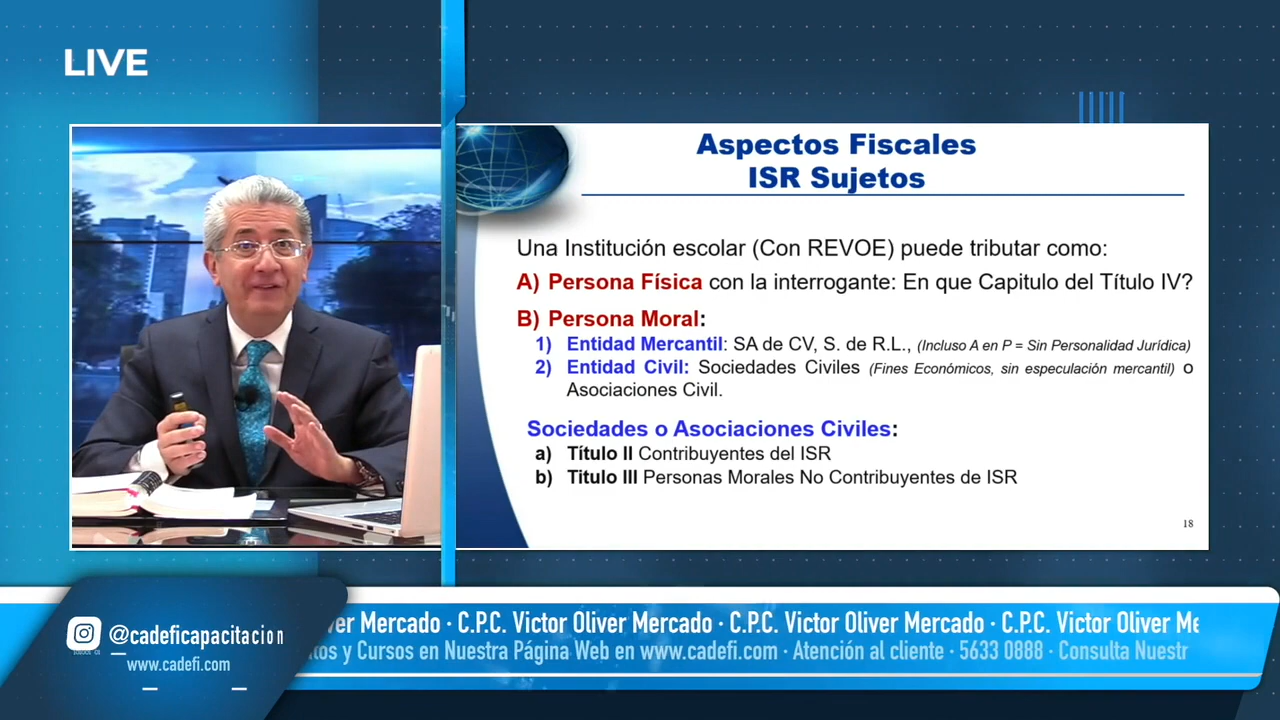 LIVE
Aspectos Fiscales
ISR Sujetos
Una Institución escolar (Con REVOE) puede tributar como:
A) Persona Física con la interrogante: En que Capitulo del Título IV?
B) Persona Moral:
1) Entidad Mercantil: SA de CV, S. de R.L., (Incluso A en P = Sin Personalidad Jurídica)
2) Entidad Civil: Sociedades Civiles (Fines Económicos, sin especulación mercantil) o
Asociaciones Civil.
Sociedades o Asociaciones Civiles:
a) Título II Contribuyentes del ISR
b) Titulo III Personas Morales No Contribuyentes de ISR
18
@cadeficapacitacion
www.cadefi.com
ver Mercado · C.P.C. Victor Oliver Mercado · C.P.C. Victor Oliver Mercado · C.P.C. Victor Oliver Me
tos y Cursos en Nuestra Página Web en www.cadefi.com · Atención al cliente · 5633 0888 · Consulta Nuestr